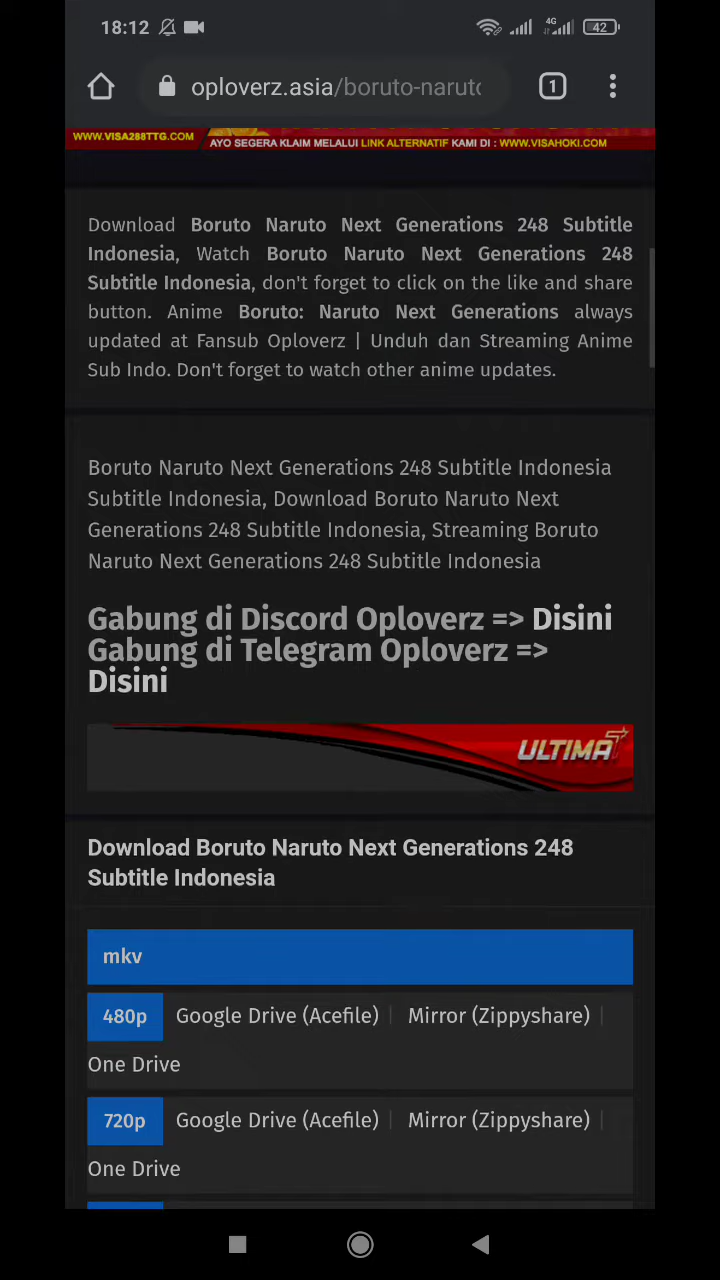 18:12
4G
42
oploverz.asia/boruto-naruto
1
WWW.VISA288TTG.COM
AYO SEGERA KLAIM MELALUI LINK ALTERNATIF KAMI DI : WWW.VISAHOKI.COM
Download Boruto Naruto Next Generations 248 Subtitle
Indonesia, Watch Boruto Naruto Next Generations 248
Subtitle Indonesia, don't forget to click on the like and share
button. Anime Boruto: Naruto Next Generations always
updated at Fansub Oploverz | Unduh dan Streaming Anime
Sub Indo. Don't forget to watch other anime updates.
Boruto Naruto Next Generations 248 Subtitle Indonesia
Subtitle Indonesia, Download Boruto Naruto Next
Generations 248 Subtitle Indonesia, Streaming Boruto
Naruto Next Generations 248 Subtitle Indonesia
Gabung di Discord Oploverz => Disini
Gabung di Telegram Oploverz =>
Disini
ULTIMA
Download Boruto Naruto Next Generations 248
Subtitle Indonesia
mkv
480p Google Drive (Acefile) | Mirror (Zippyshare) |
One Drive
720p Google Drive (Acefile) | Mirror (Zippyshare) |
One Drive